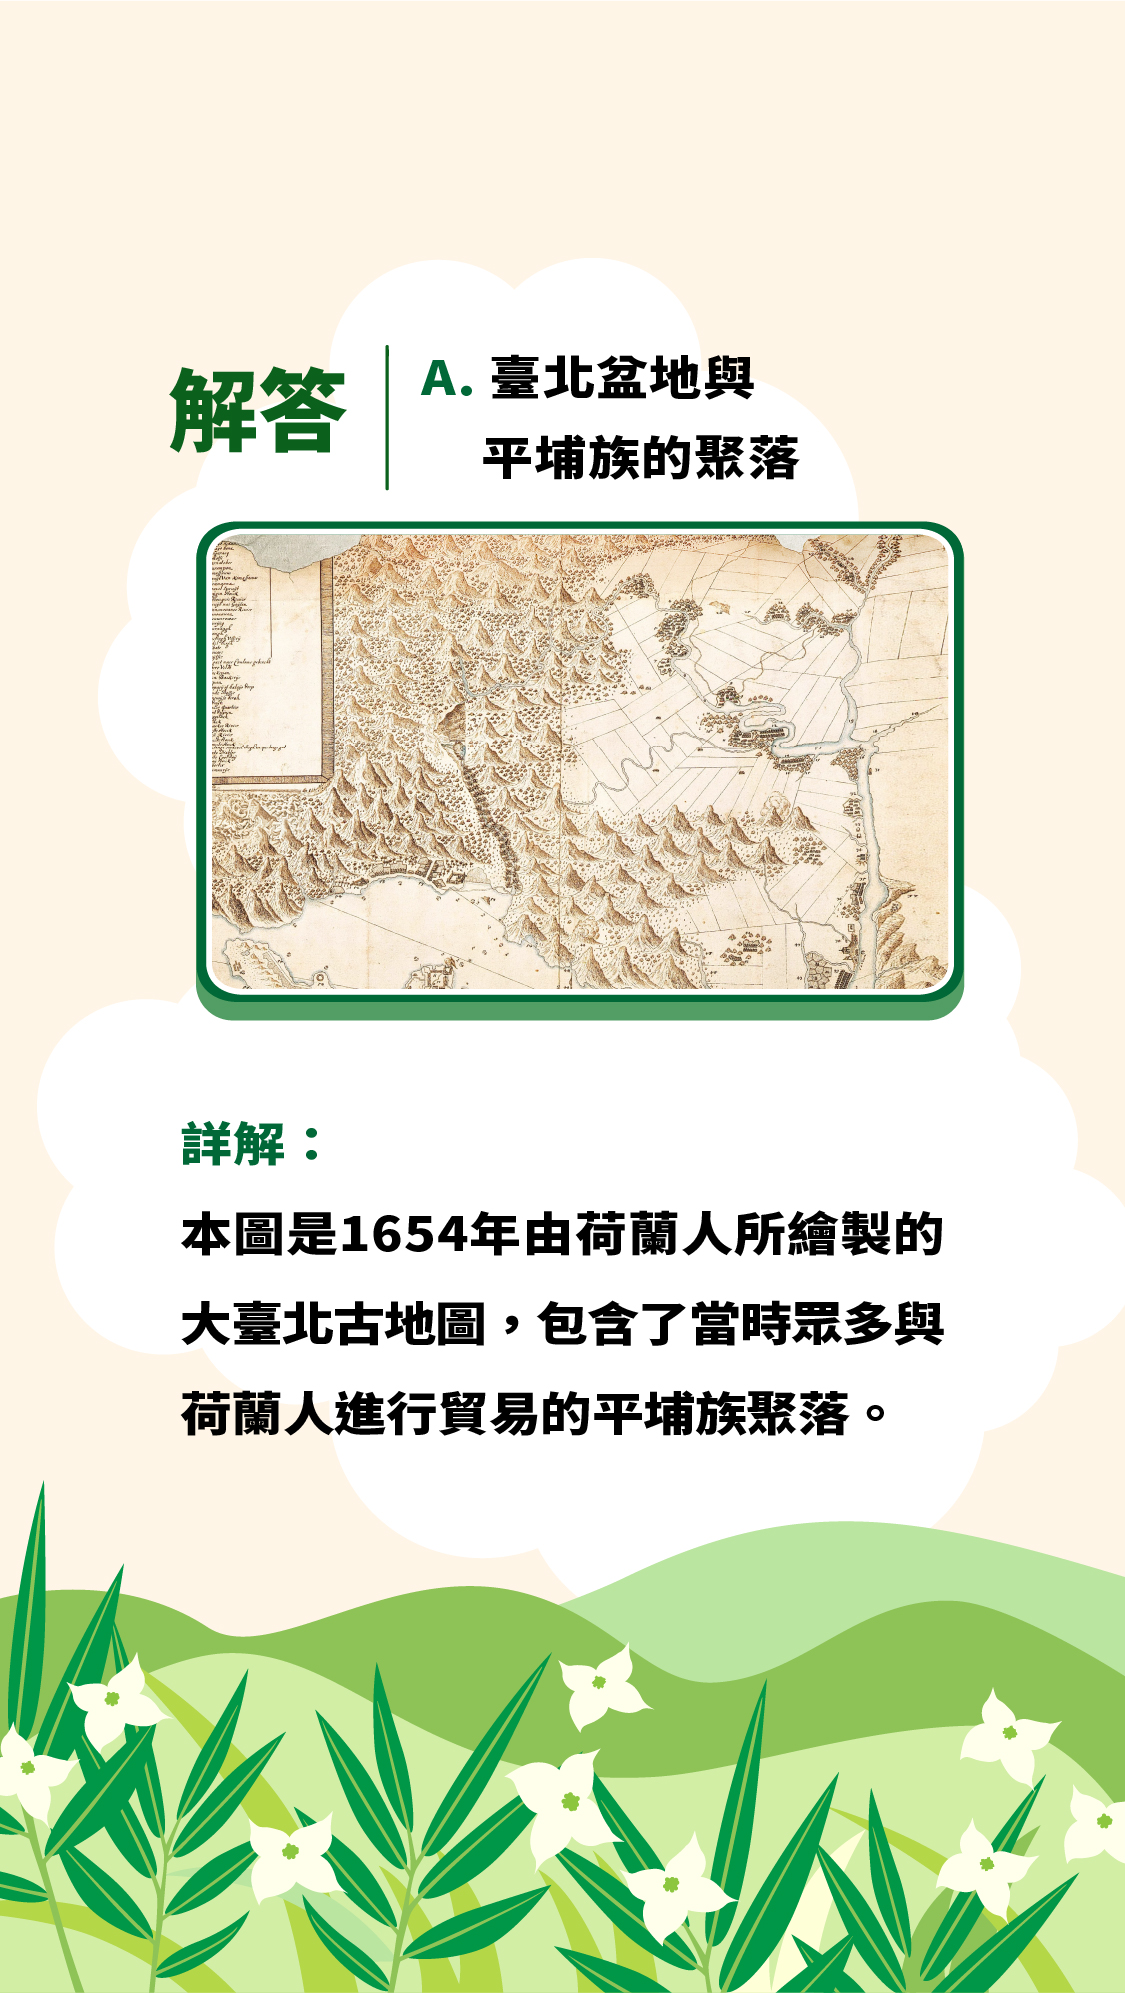 解答
A. 臺北盆地與
平埔族的聚落
詳解：
本圖是1654年由荷蘭人所繪製的
大臺北古地圖，包含了當時眾多與
荷蘭人進行貿易的平埔族聚落。